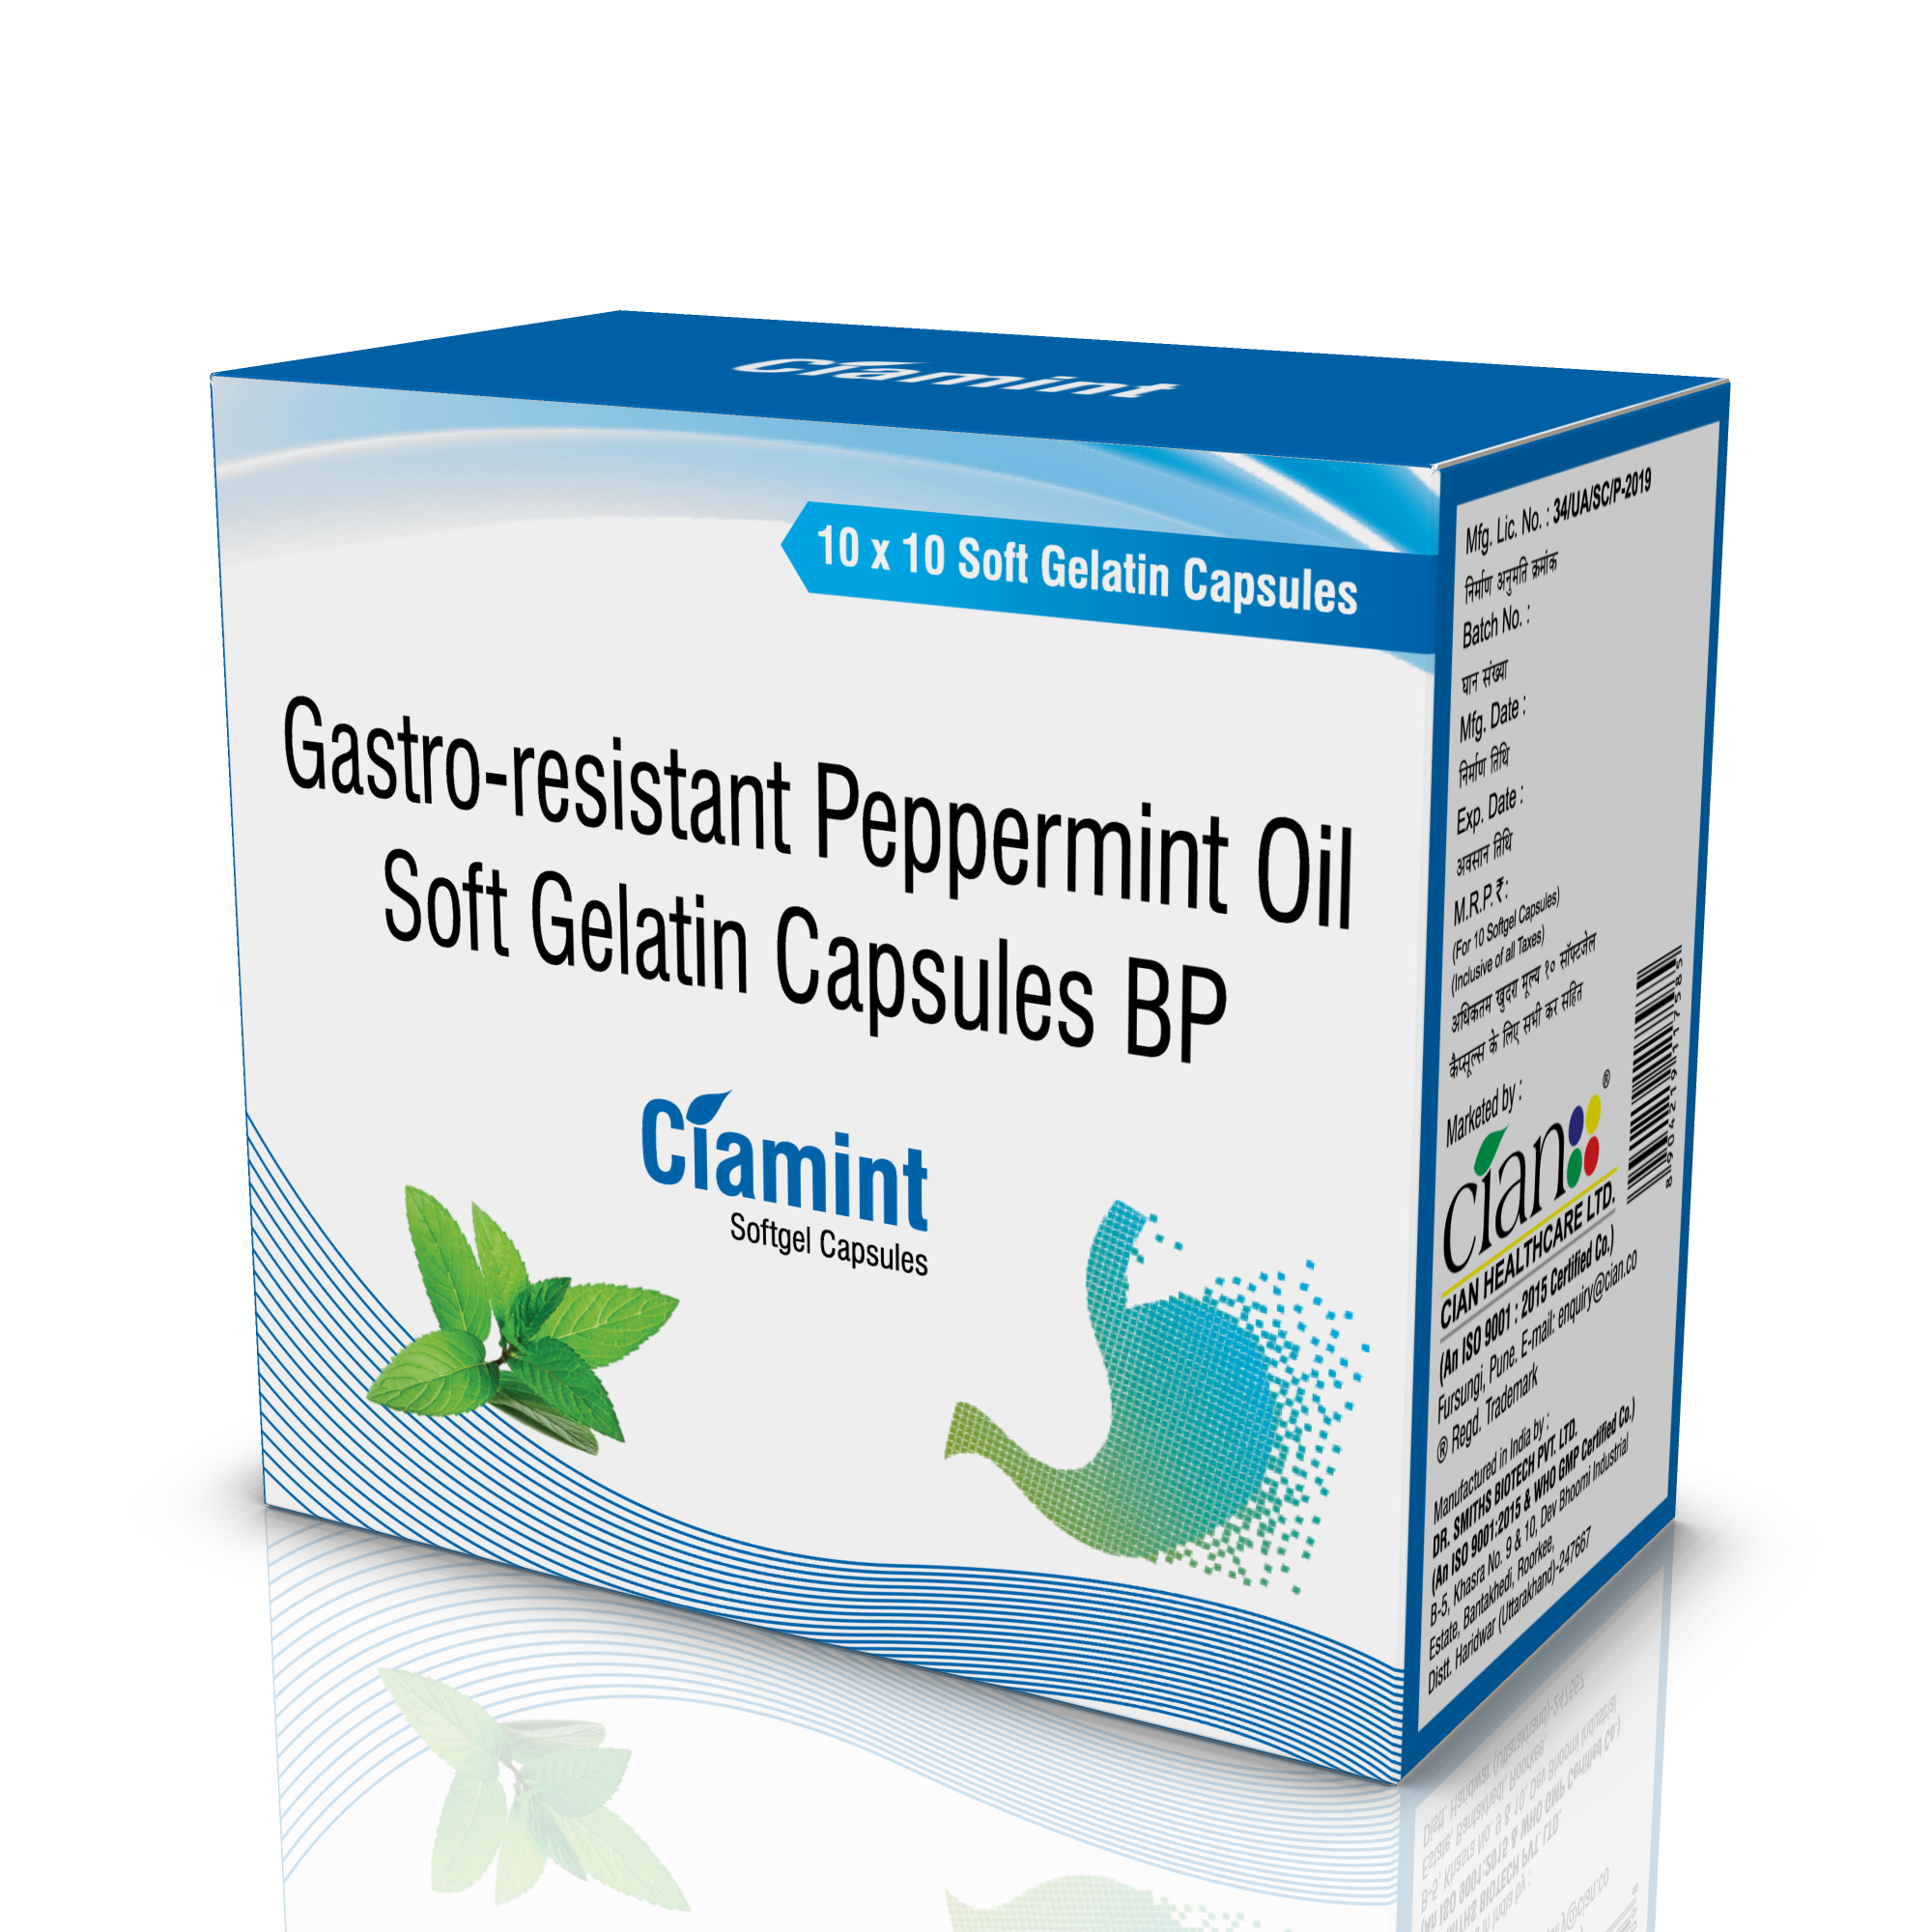 Ciamint
10 x 10 Soft Gelatin Capsules
Gastro-resistant Peppermint Oil
Soft Gelatin Capsules BP
Ciamint
Softgel Capsules
Mfg. Lic. No. : 34/UA/SC/P-2019
निर्माण अनुमति क्रमांक
Batch No. :
घान संख्या
Mfg. Date :
निर्माण तिथि
Exp. Date :
अवसान तिथि
M.R.P.₹:
(For 10 Softgel Capsules)
(Inclusive of all Taxes)
अधिकतम खुदरा मूल्य १० सॉफ्टजेल
कैप्सूल्स के लिए सभी कर सहित
8 904219 117585
Marketed by :
Cian ®
CIAN HEALTHCARE LTD.
(An ISO 9001 : 2015 Certified Co.)
Fursungi, Pune. E-mail: enquiry@cian.co
® Regd. Trademark
Manufactured in India by :
DR. SMITHS BIOTECH PVT. LTD.
(An ISO 9001:2015 & WHO GMP Certified Co.)
B-5, Khasra No. 9 & 10, Dev Bhoomi Industrial
Estate, Bantakhedi, Roorkee,
Distt. Haridwar (Uttarakhand)-247667